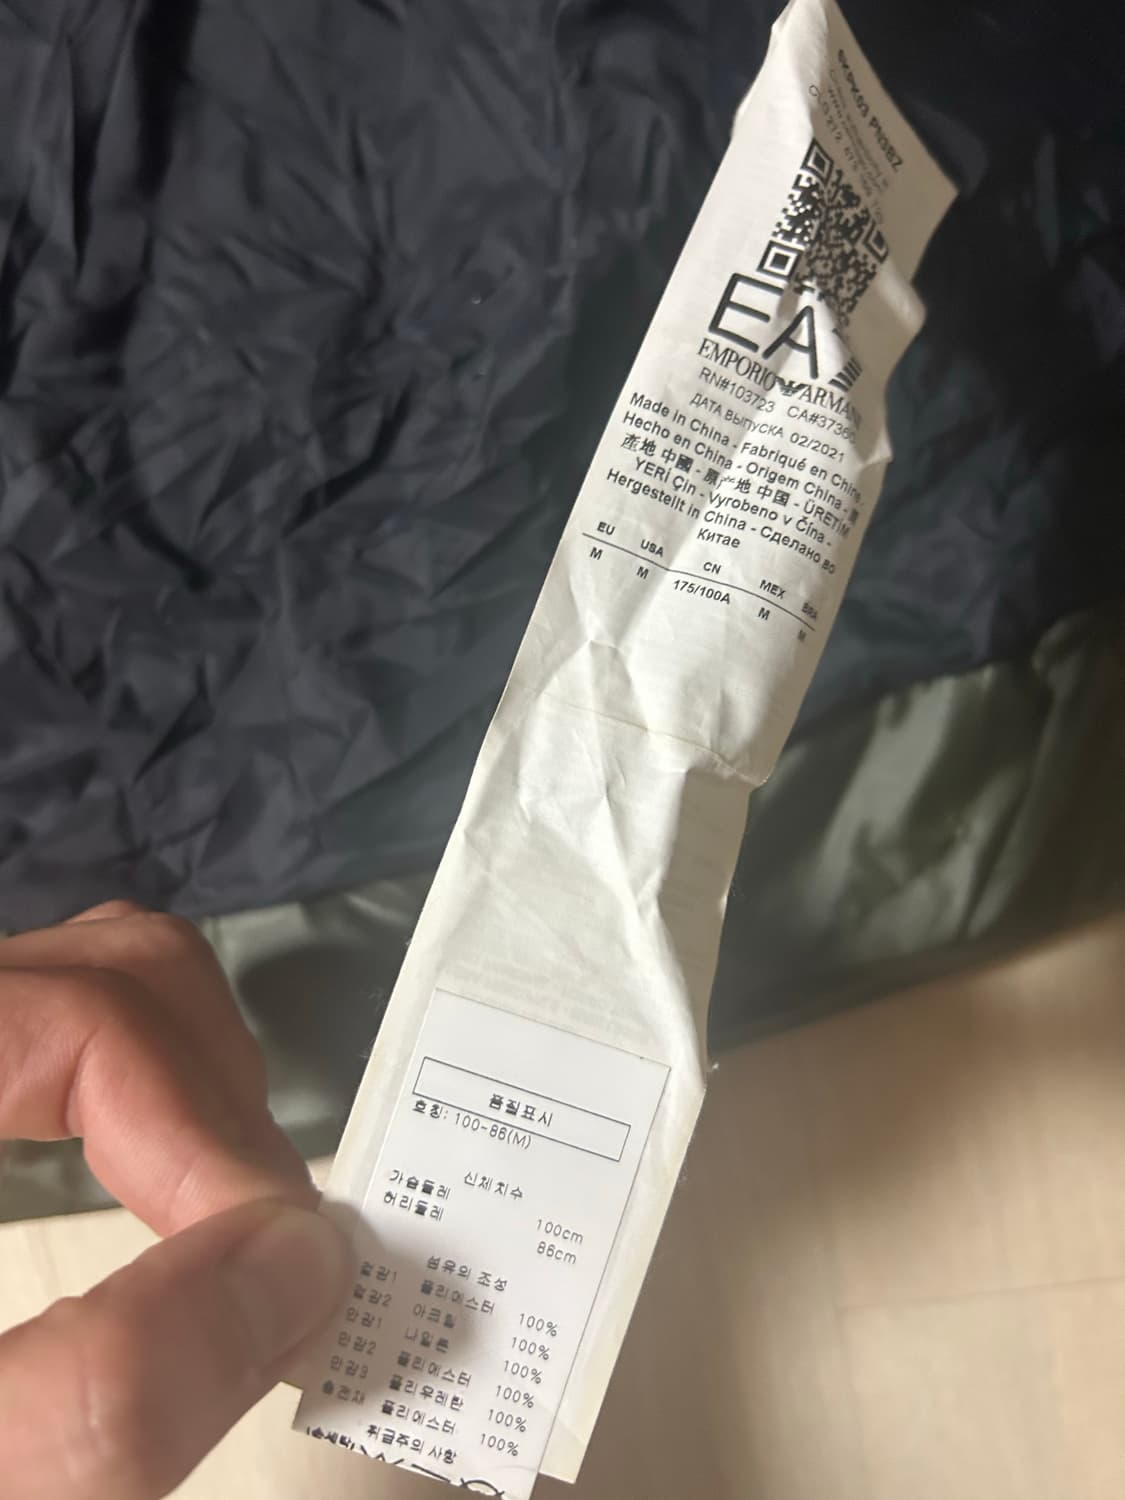 6KPK03 PN3BZ
EA7
EMPORIO ARMANI
RN#103723 CA#3736
ДАТА ВЫПУСКА 02/2021
Made in China - Fabriqué en Chine -
Hecho en China - Origem China -
產地 中國 - 原产地 中国 - ÜRETİM
YERİ Çin - Vyrobeno v Čína -
Hergestellt in China - Сделано во
Китае
EU USA CN MEX BRA
M M 175/100A M M
품질표시
호칭: 100-86(M)
신체치수
가슴둘레 100cm
허리둘레 86cm
섬유의 조성
겉감1 폴리에스터 100%
겉감2 아크릴 100%
안감1 나일론 100%
안감2 폴리에스터 100%
안감3 폴리우레탄 100%
충전재 폴리에스터 100%
취급주의 사항